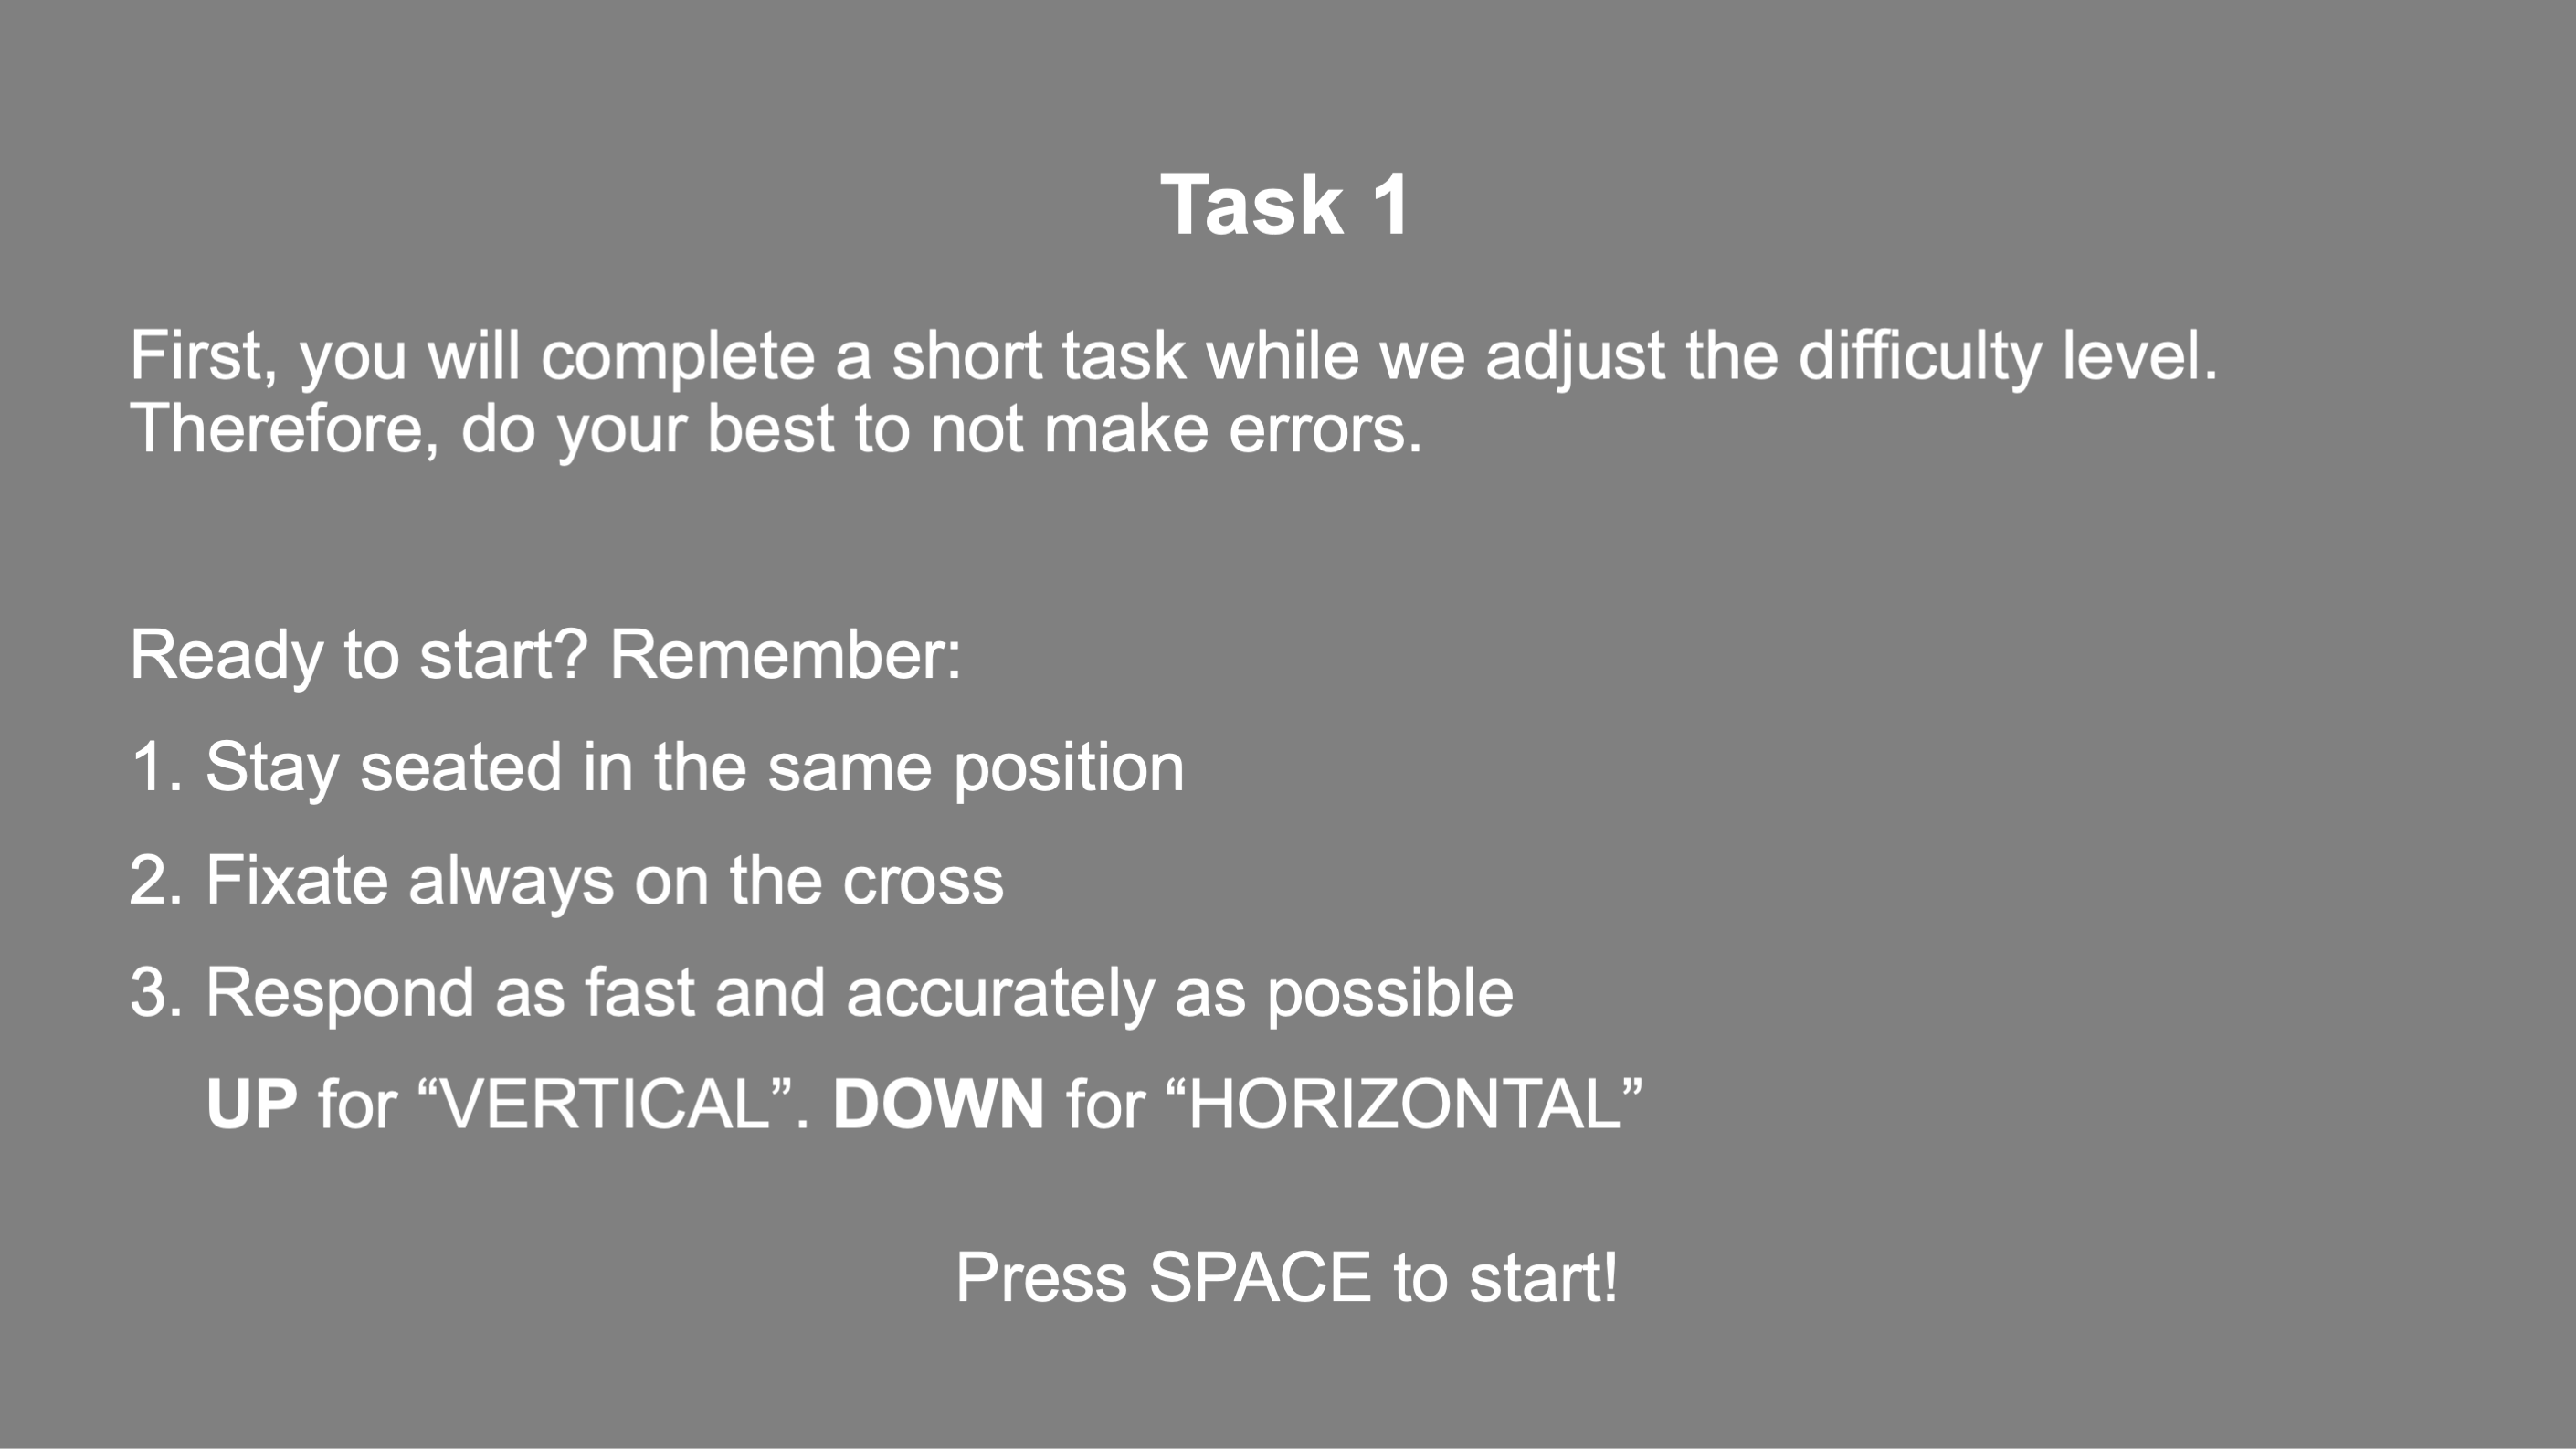 Task 1
First, you will complete a short task while we adjust the difficulty level.
Therefore, do your best to not make errors.
Ready to start? Remember:
1. Stay seated in the same position
2. Fixate always on the cross
3. Respond as fast and accurately as possible
UP for “VERTICAL”. DOWN for “HORIZONTAL”
Press SPACE to start!